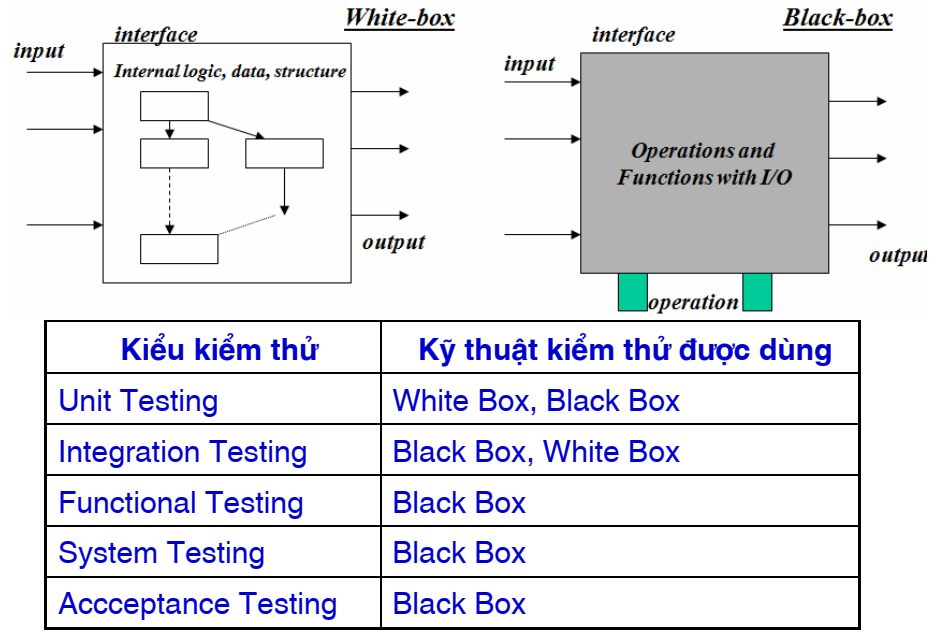 White-box
interface
input
Internal logic, data, structure
output
Black-box
interface
input
Operations and
Functions with I/O
output
operation
Kiểu kiểm thử
Kỹ thuật kiểm thử được dùng
Unit Testing
White Box, Black Box
Integration Testing
Black Box, White Box
Functional Testing
Black Box
System Testing
Black Box
Accceptance Testing
Black Box